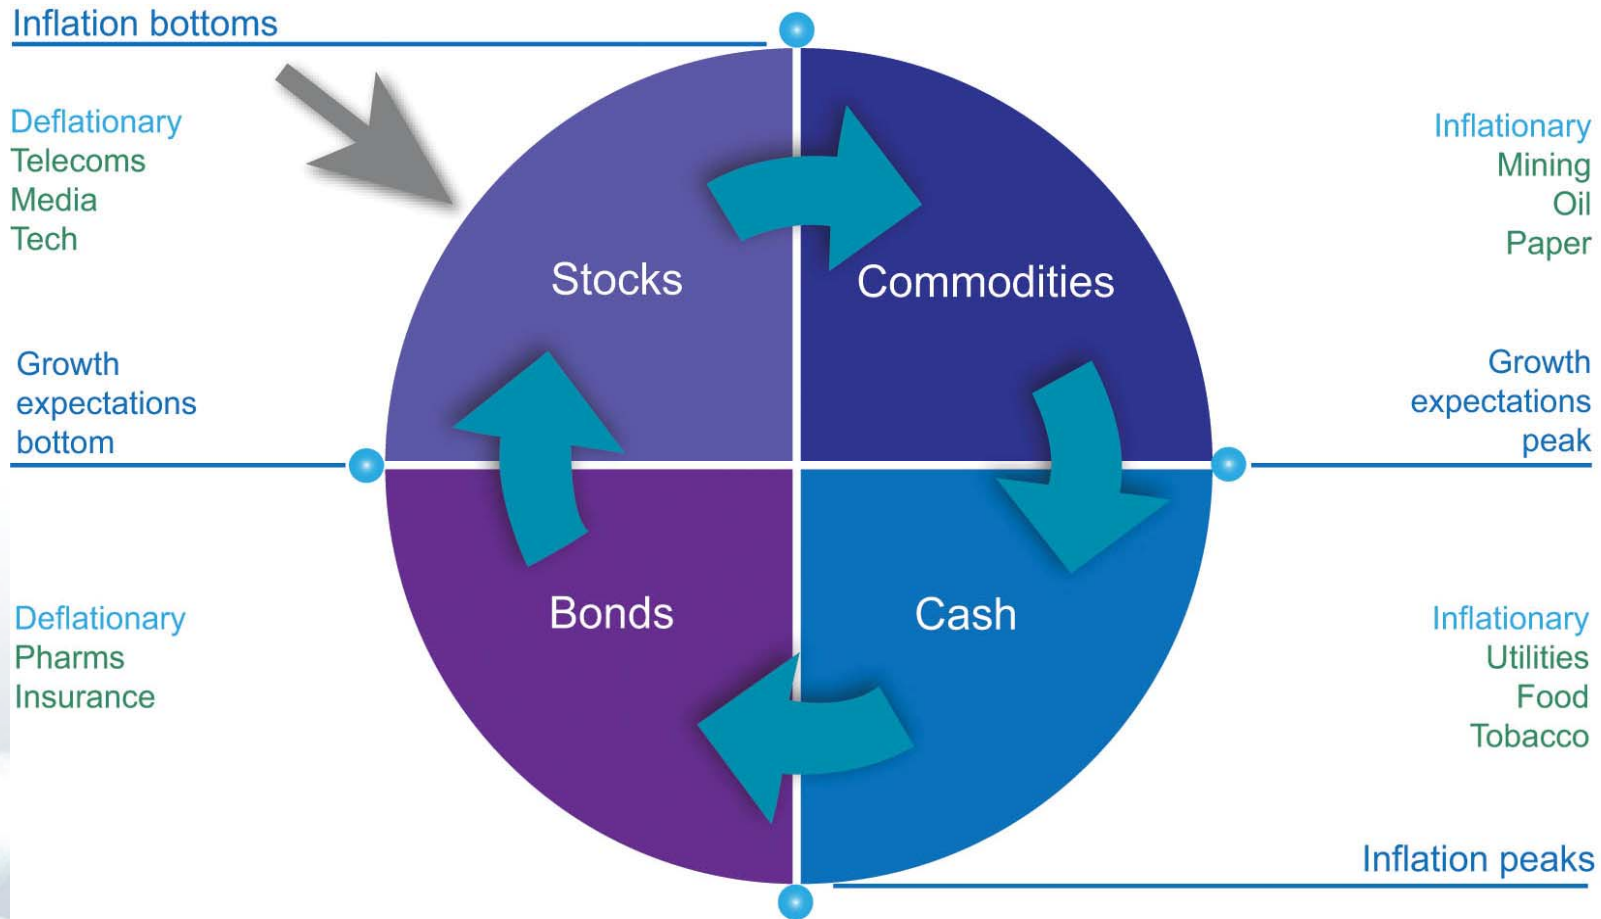 Inflation bottoms
Deflationary
Telecoms
Media
Tech
Inflationary
Mining
Oil
Paper
Stocks
Commodities
Growth
expectations
bottom
Growth
expectations
peak
Bonds
Cash
Deflationary
Pharms
Insurance
Inflationary
Utilities
Food
Tobacco
Inflation peaks